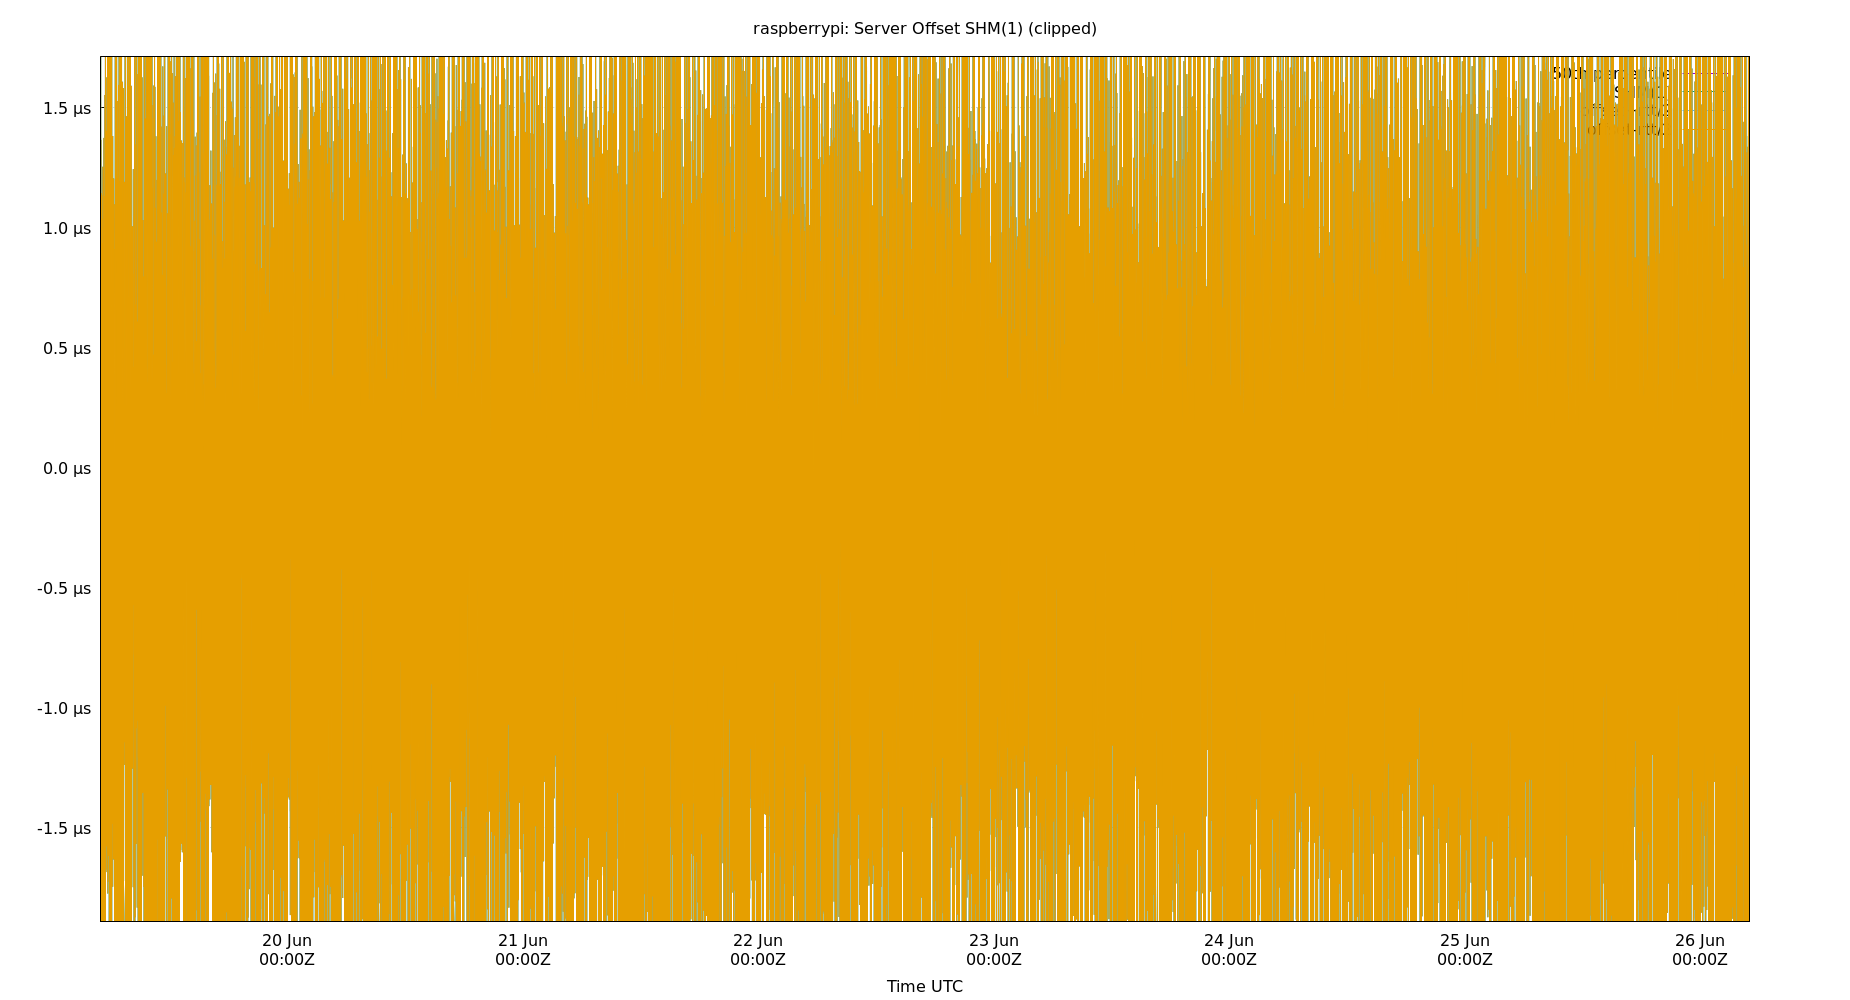 raspberrypi: Server Offset SHM(1) (clipped)
1.5 µs
1.0 µs
0.5 µs
0.0 µs
-0.5 µs
-1.0 µs
-1.5 µs
20 Jun
00:00Z
21 Jun
00:00Z
22 Jun
00:00Z
23 Jun
00:00Z
24 Jun
00:00Z
25 Jun
00:00Z
26 Jun
00:00Z
Time UTC